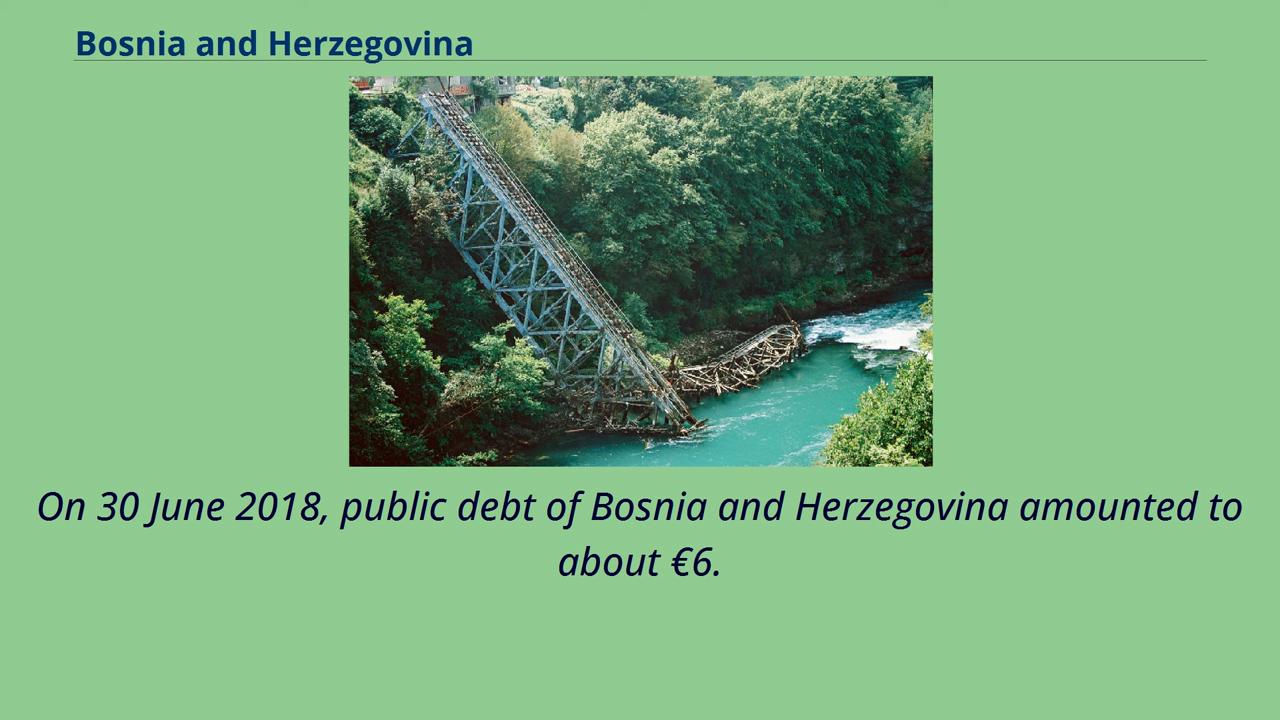 Bosnia and Herzegovina
On 30 June 2018, public debt of Bosnia and Herzegovina amounted to
about €6.